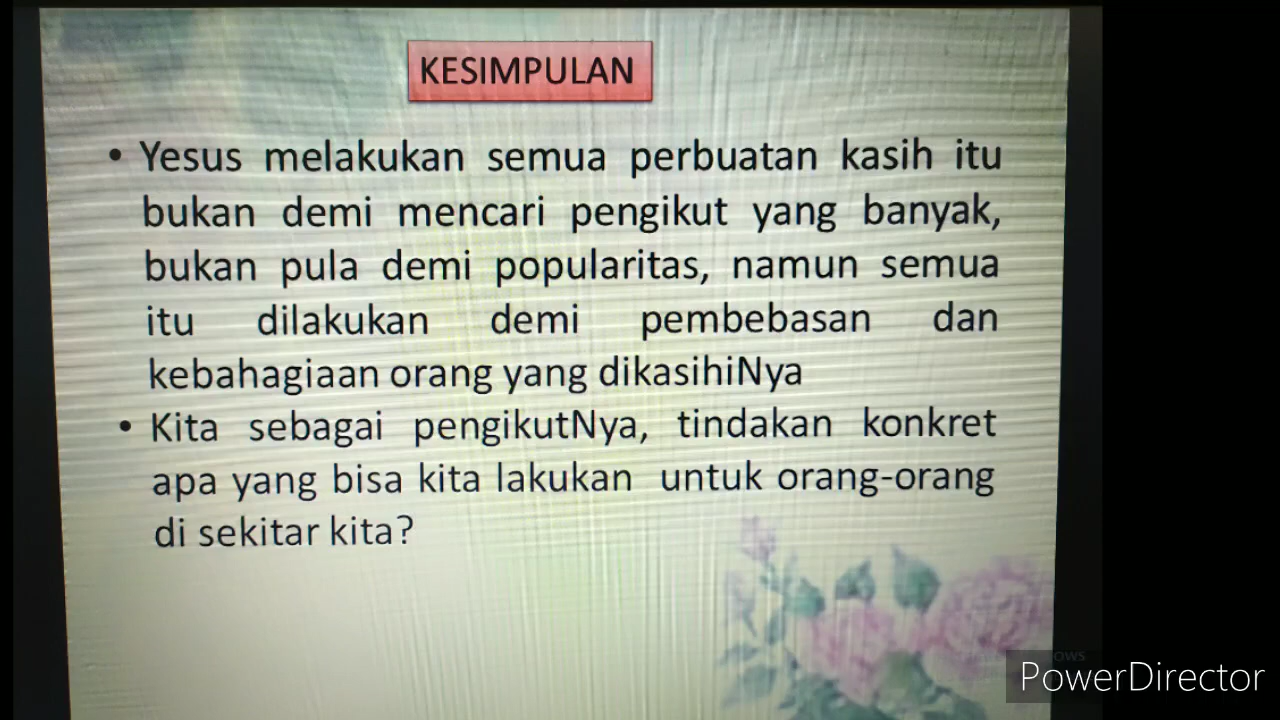 KESIMPULAN
• Yesus melakukan semua perbuatan kasih itu
bukan demi mencari pengikut yang banyak,
bukan pula demi popularitas, namun semua
itu dilakukan demi pembebasan dan
kebahagiaan orang yang dikasihiNya
• Kita sebagai pengikutNya, tindakan konkret
apa yang bisa kita lakukan untuk orang-orang
di sekitar kita?
PowerDirector